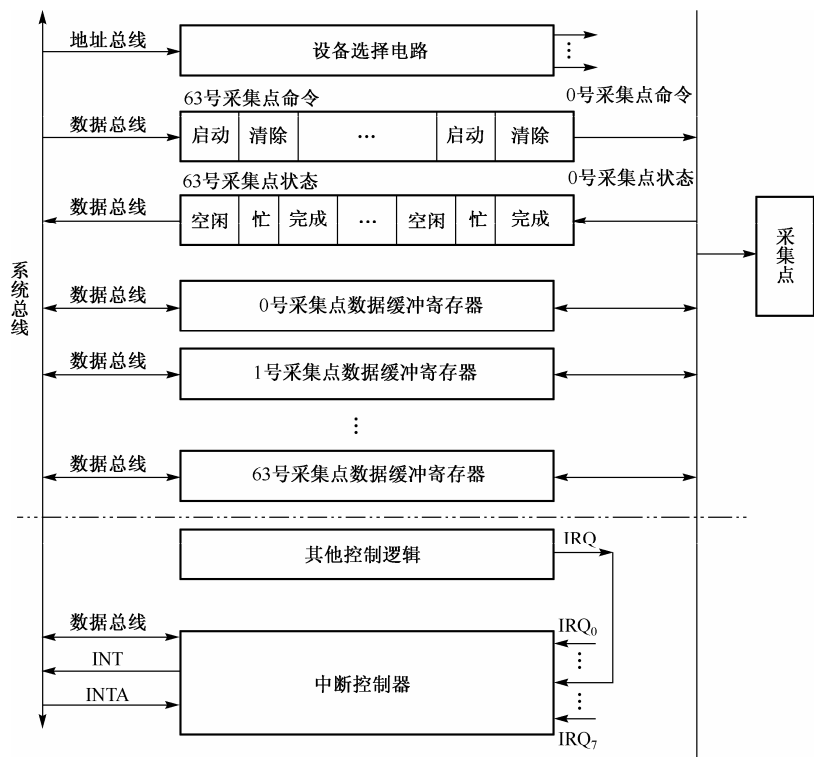 地址总线
设备选择电路
⋮
63号采集点命令
0号采集点命令
数据总线
启动
清除
…
启动
清除
63号采集点状态
0号采集点状态
数据总线
空闲
忙
完成
…
空闲
忙
完成
采集点
系统总线
数据总线
0号采集点数据缓冲寄存器
数据总线
1号采集点数据缓冲寄存器
⋮
数据总线
63号采集点数据缓冲寄存器
其他控制逻辑
IRQ
数据总线
IRQ₀
⋮
INT
中断控制器
INTA
⋮
IRQ₇